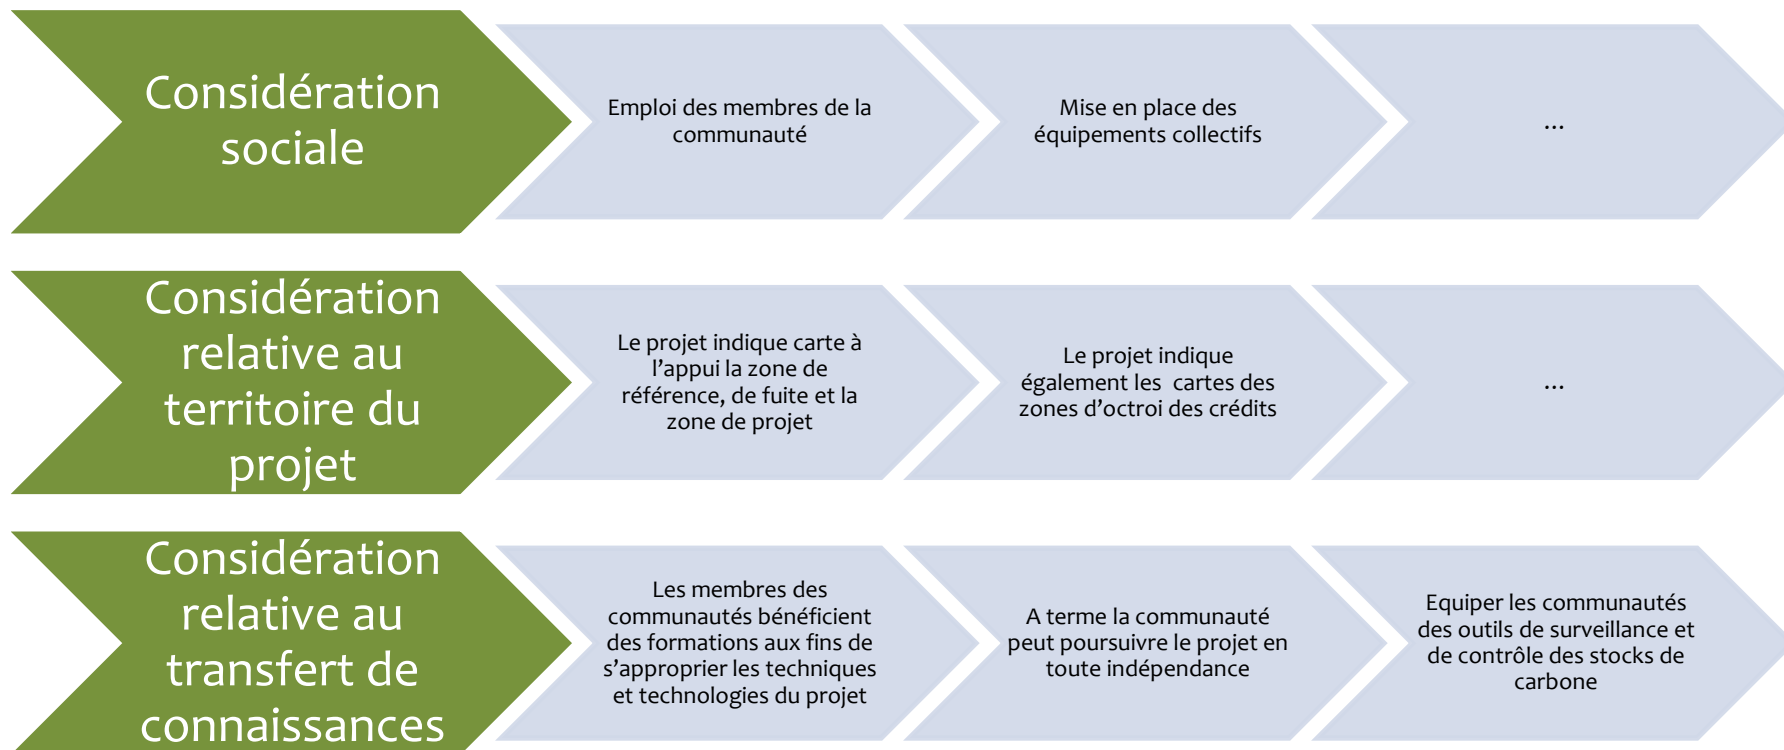 Considération
sociale
Emploi des membres de la
communauté
Mise en place des
équipements collectifs
...
Considération
relative au
territoire du
projet
Le projet indique carte à
l’appui la zone de
référence, de fuite et la
zone de projet
Le projet indique
également les cartes des
zones d’octroi des crédits
...
Considération
relative au
transfert de
connaissances
Les membres des
communautés bénéficient
des formations aux fins de
s’approprier les techniques
et technologies du projet
A terme la communauté
peut poursuivre le projet en
toute indépendance
Equiper les communautés
des outils de surveillance et
de contrôle des stocks de
carbone